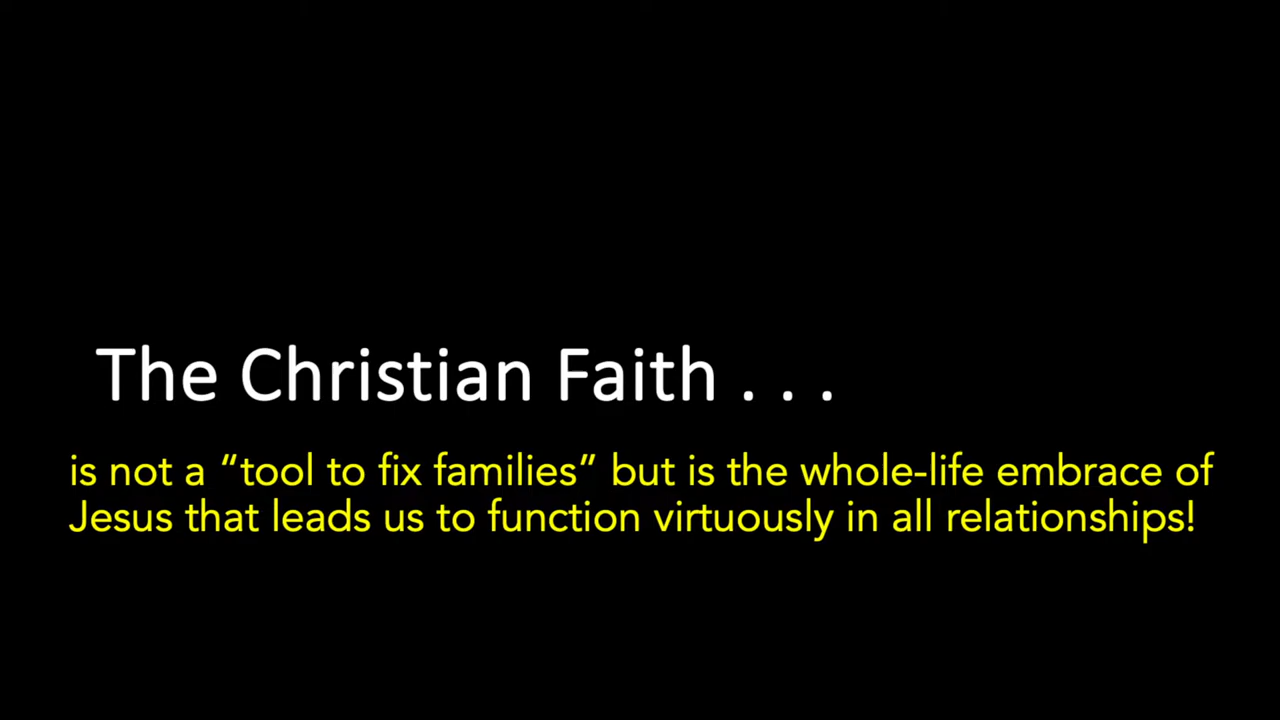 The Christian Faith . . .
is not a “tool to fix families” but is the whole-life embrace of
Jesus that leads us to function virtuously in all relationships!